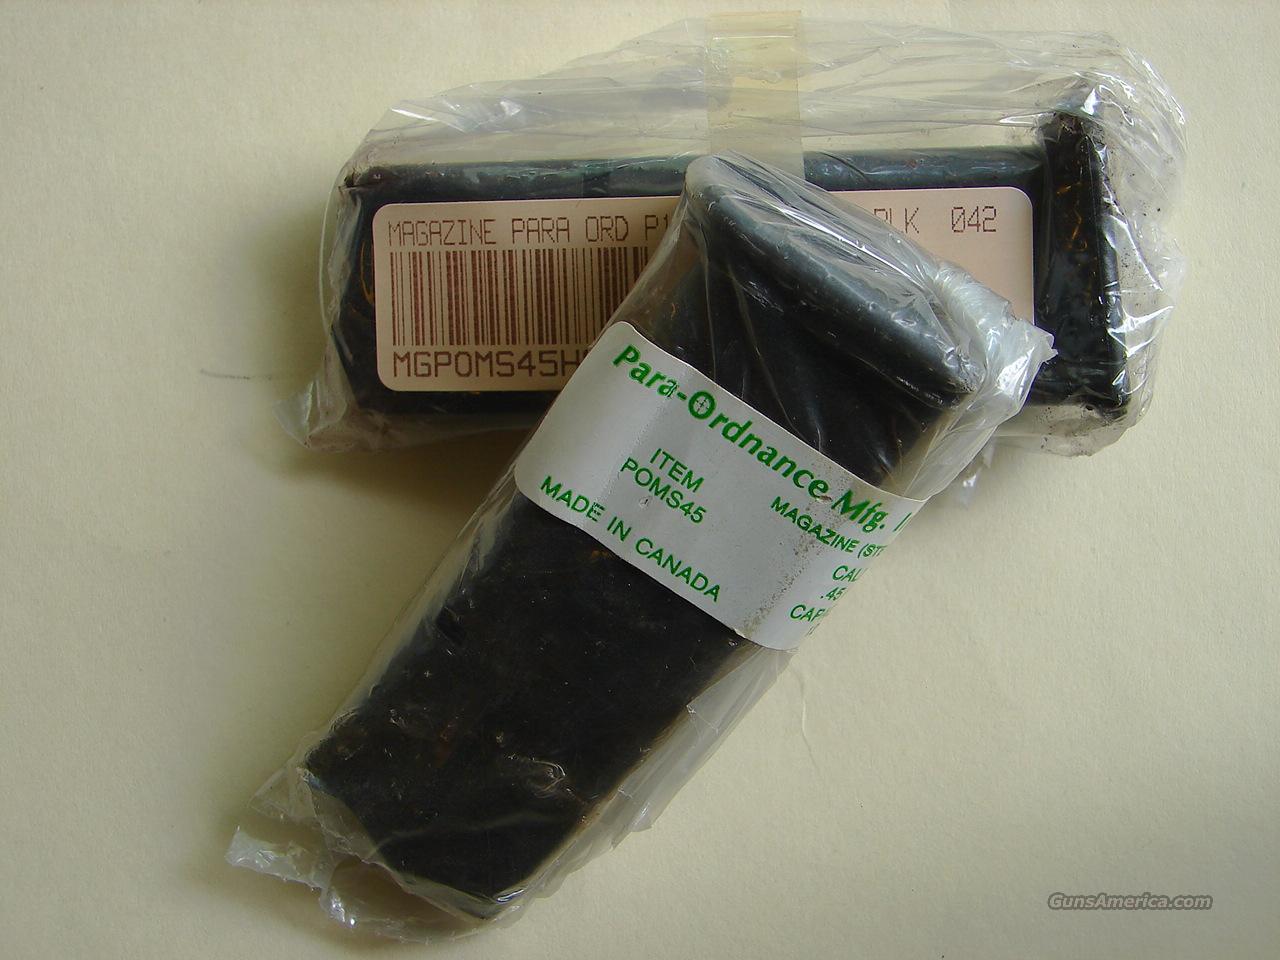 MAGAZINE PARA ORD P1 BLK 042
MGPOMS45H
Para-Ordnance Mfg.
ITEM
POMS45
MADE IN CANADA
MAGAZINE (ST
CAL
.45
CAP
GunsAmerica.com